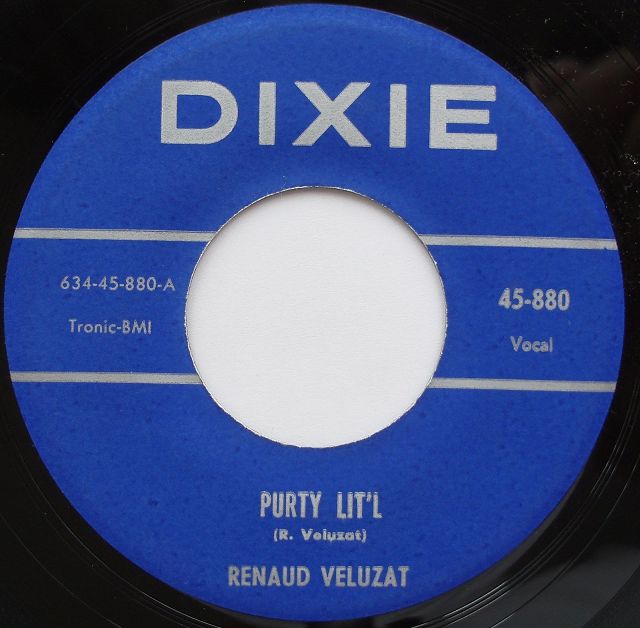 DIXIE
634-45-880-A
Tronic-BMI
45-880
Vocal
PURTY LIT'L
(R. Veluzat)
RENAUD VELUZAT